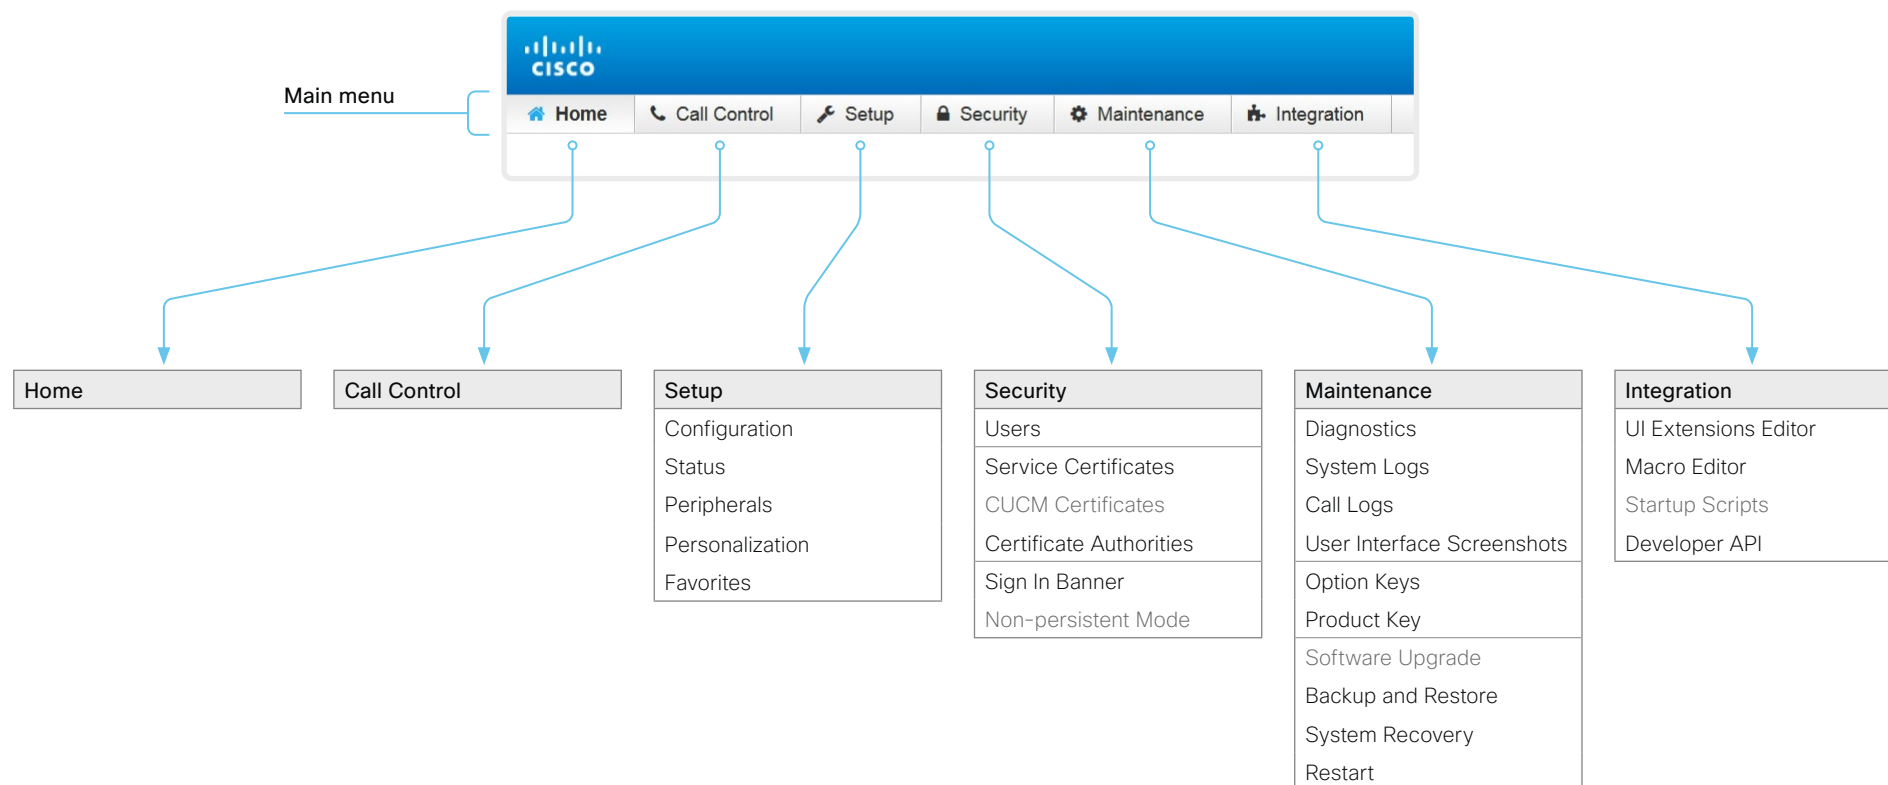 CISCO
Main menu
Home Call Control Setup Security Maintenance Integration
Home
Call Control
Setup
Configuration
Status
Peripherals
Personalization
Favorites
Security
Users
Service Certificates
CUCM Certificates
Certificate Authorities
Sign In Banner
Non-persistent Mode
Maintenance
Diagnostics
System Logs
Call Logs
User Interface Screenshots
Option Keys
Product Key
Software Upgrade
Backup and Restore
System Recovery
Restart
Integration
UI Extensions Editor
Macro Editor
Startup Scripts
Developer API